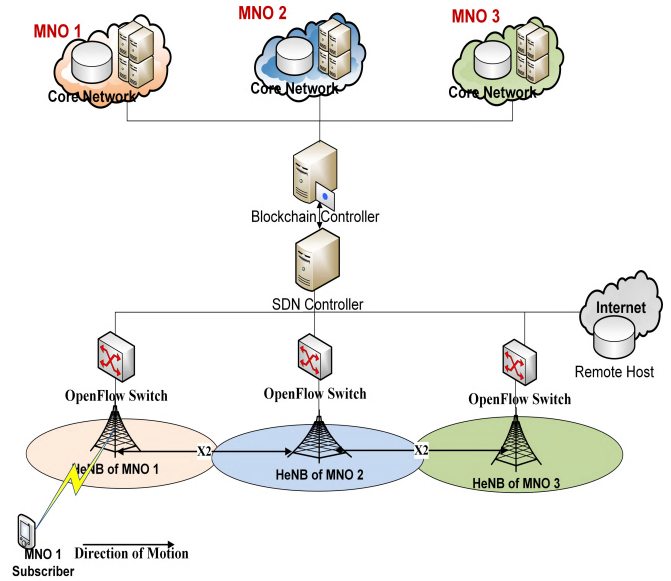 MNO 1
MNO 2
MNO 3
Core Network
Core Network
Core Network
Blockchain Controller
SDN Controller
Internet
Remote Host
OpenFlow Switch
OpenFlow Switch
OpenFlow Switch
X2
X2
HeNB of MNO 1
HeNB of MNO 2
HeNB of MNO 3
MNO 1
Subscriber
Direction of Motion